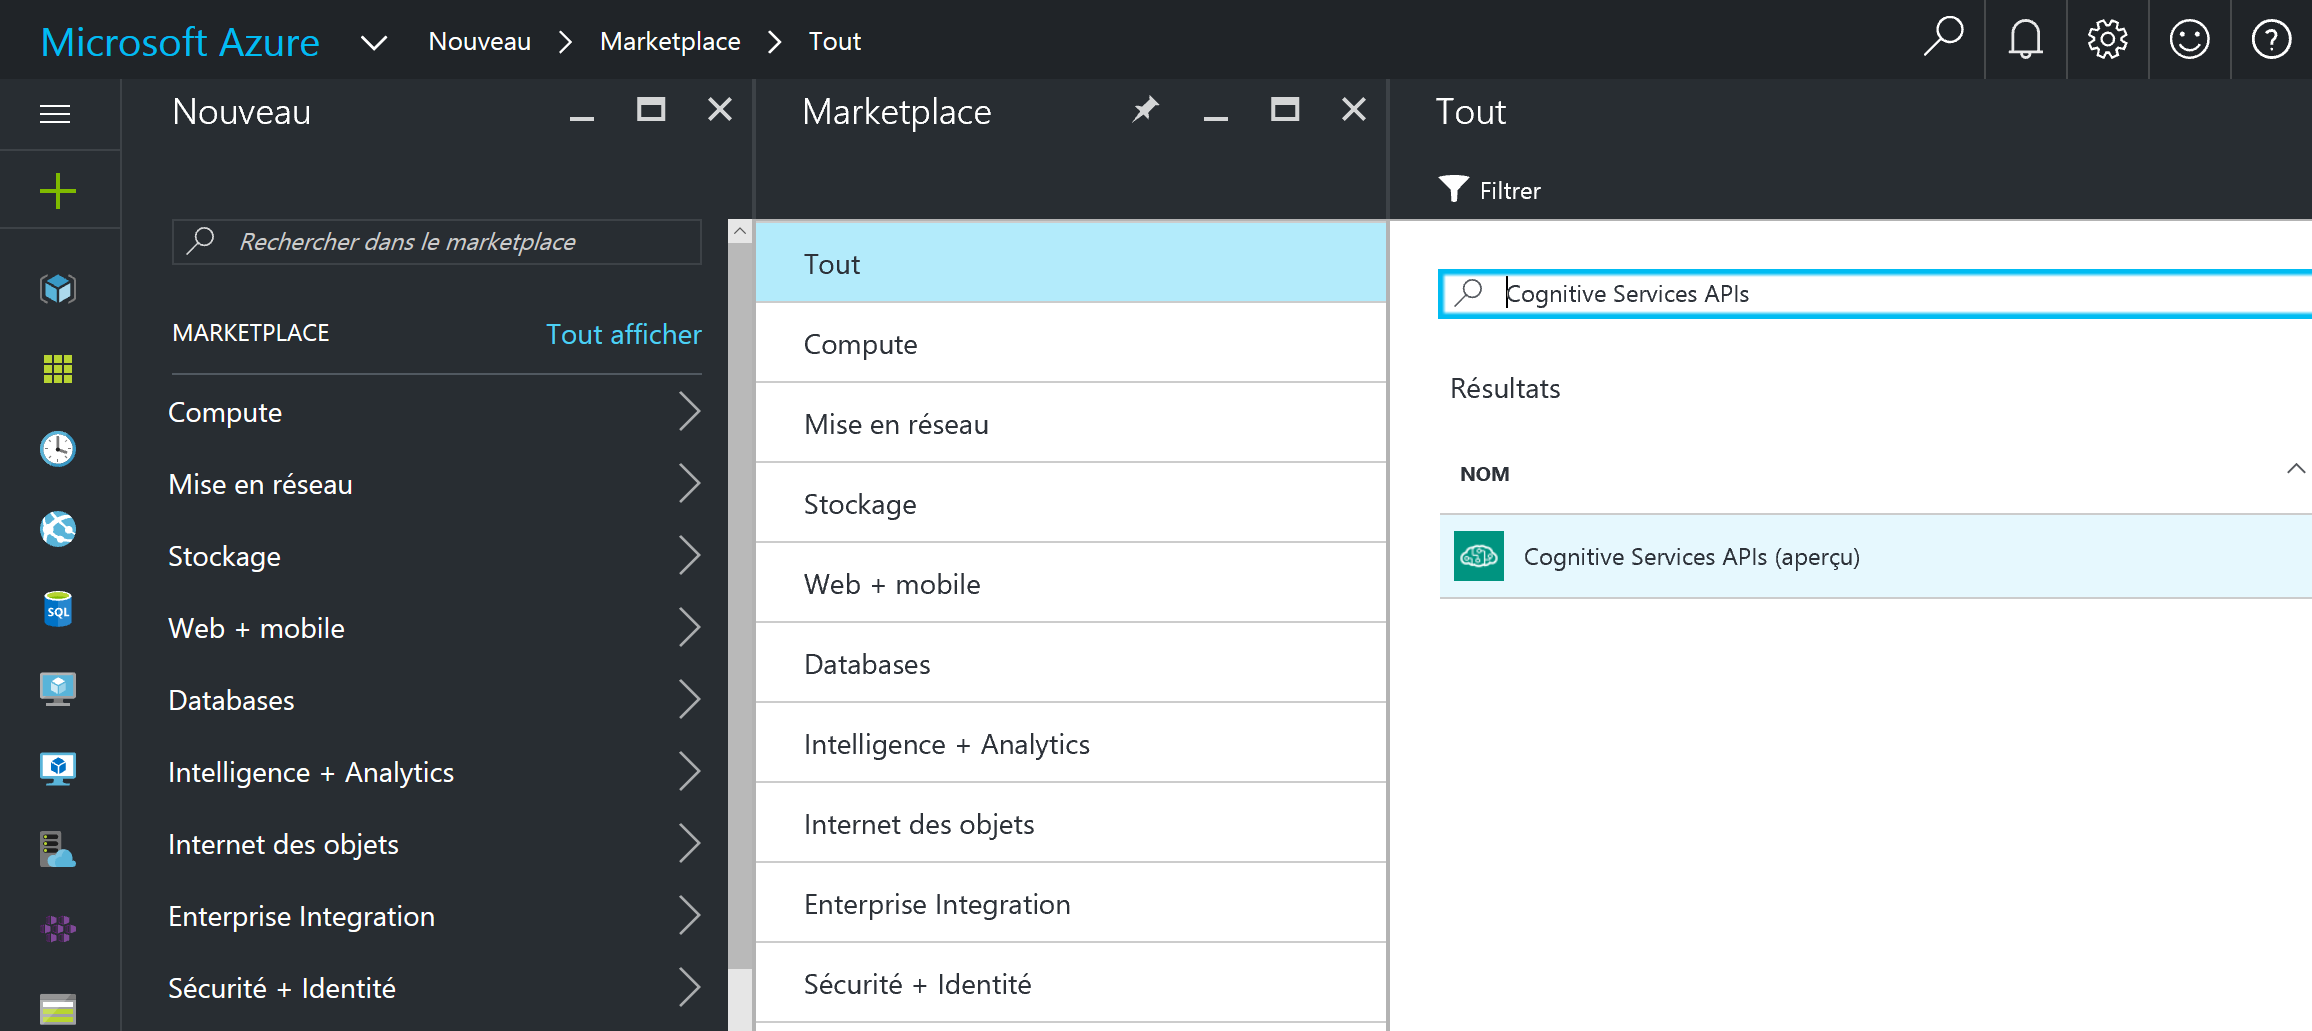 Microsoft Azure
Nouveau
Marketplace
Tout
Nouveau
Rechercher dans le marketplace
MARKETPLACE
Tout afficher
Compute
Mise en réseau
Stockage
Web + mobile
Databases
Intelligence + Analytics
Internet des objets
Enterprise Integration
Sécurité + Identité
SQL
Marketplace
Tout
Compute
Mise en réseau
Stockage
Web + mobile
Databases
Intelligence + Analytics
Internet des objets
Enterprise Integration
Sécurité + Identité
Tout
Filtrer
Cognitive Services APIs
Résultats
NOM
Cognitive Services APIs (aperçu)